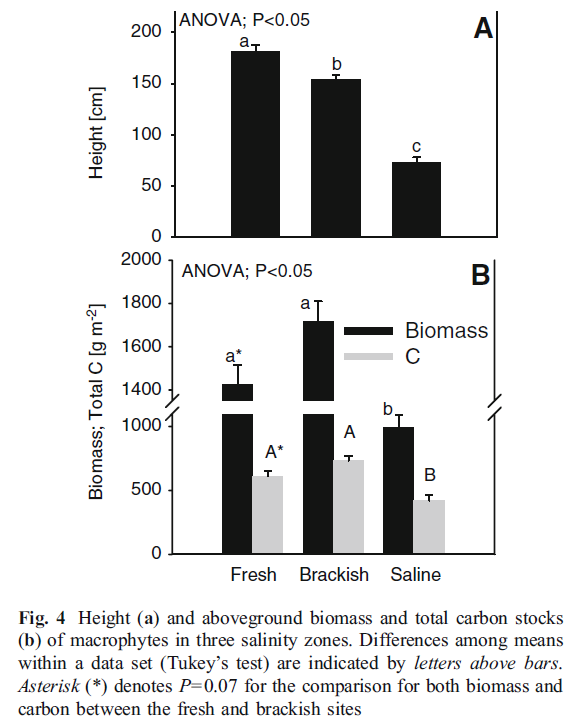 ANOVA; P<0.05
A
200
150
100
50
0
Height [cm]
a
b
c
2000
1800
1600
1400
1000
500
0
Biomass; Total C [g m-2]
ANOVA; P<0.05
B
Biomass
C
a*
a
b
A*
A
B
Fresh Brackish Saline
Fig. 4 Height (a) and aboveground biomass and total carbon stocks
(b) of macrophytes in three salinity zones. Differences among means
within a data set (Tukey's test) are indicated by letters above bars.
Asterisk (*) denotes P=0.07 for the comparison for both biomass and
carbon between the fresh and brackish sites